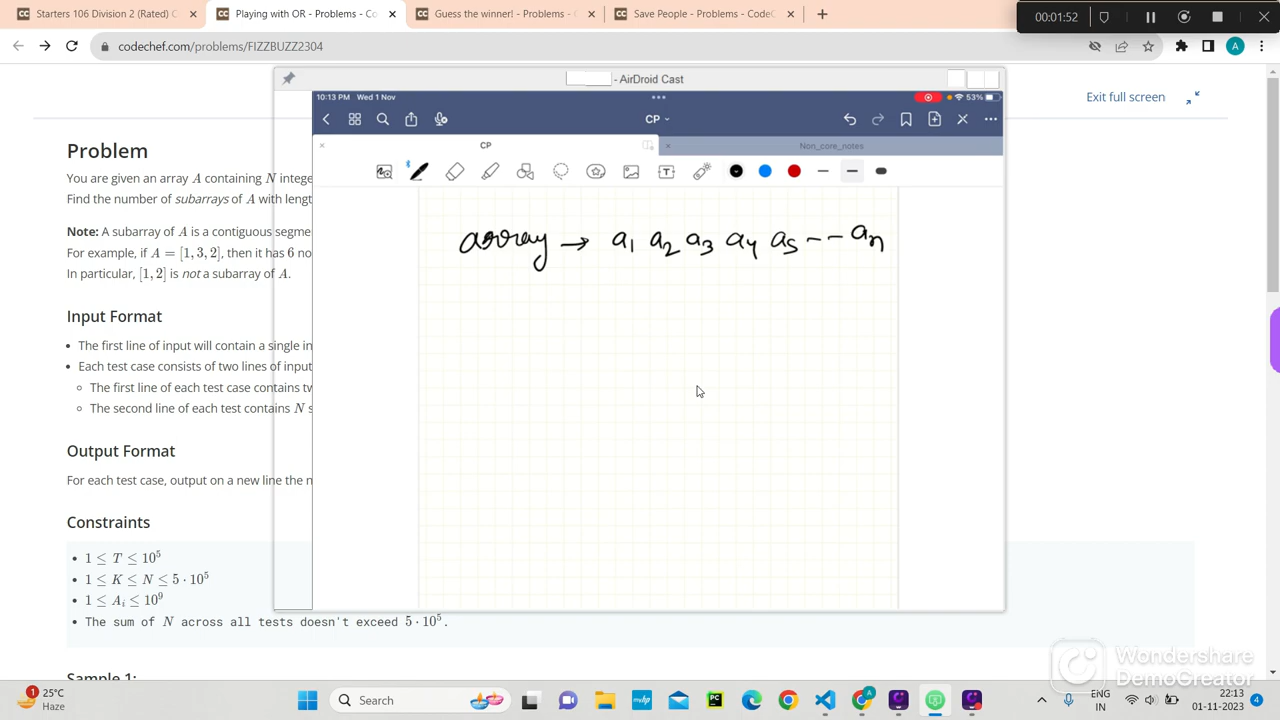 Starters 106 Division 2 (Rated) C
Playing with OR - Problems - Co
Guess the winner! - Problems -
Save People - Problems - CodeC
00:01:52
codechef.com/problems/FIZZBUZZ2304
A
- AirDroid Cast
Exit full screen
10:13 PM Wed 1 Nov
53%
CP
CP
Non_core_notes
array → a1 a2 a3 a4 a5 --- an
Problem
You are given an array A containing N intege
Find the number of subarrays of A with lengt
Note: A subarray of A is a contiguous segme
For example, if A = [1, 3, 2], then it has 6 no
In particular, [1, 2] is not a subarray of A.
Input Format
The first line of input will contain a single in
Each test case consists of two lines of input
The first line of each test case contains tw
The second line of each test contains N s
Output Format
For each test case, output on a new line the n
Constraints
1 ≤ T ≤ 10⁵
1 ≤ K ≤ N ≤ 5 · 10⁵
1 ≤ Aᵢ ≤ 10⁹
The sum of N across all tests doesn't exceed 5 · 10⁵.
Sample 1:
Wondershare
DemoCreator
1
25°C
Haze
Search
ENG
IN
22:13
01-11-2023
4